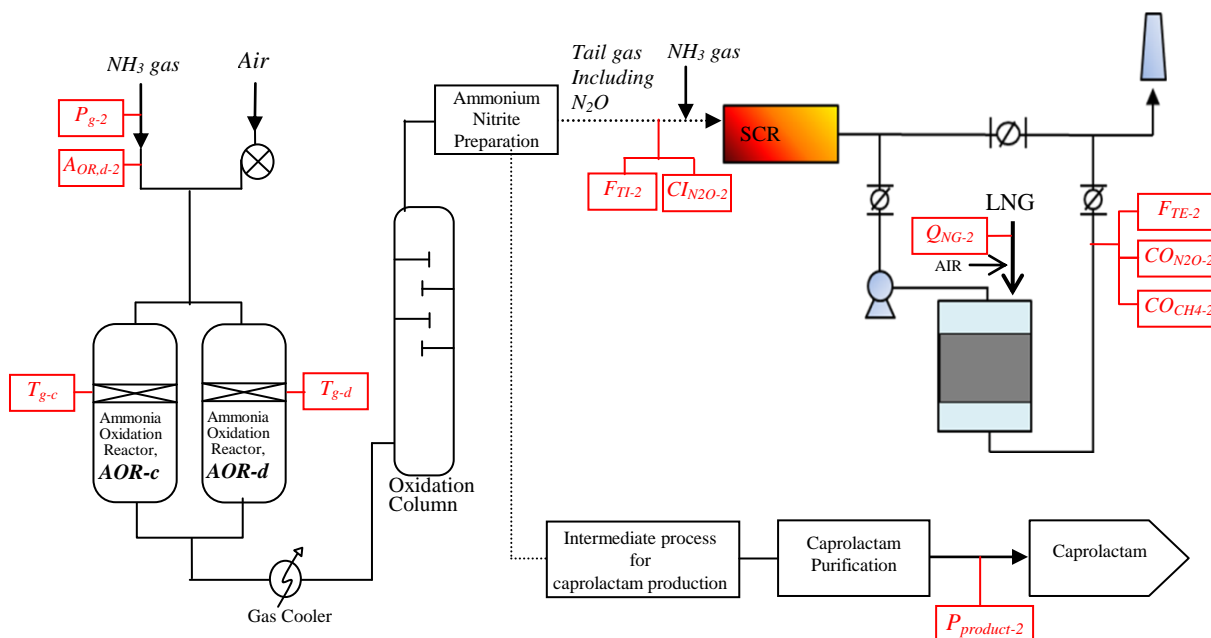 NH3 gas
Air
Pg-2
AOR,d-2
Ammonium
Nitrite
Preparation
Tail gas
Including
N2O
NH3 gas
SCR
FTI-2
CIN2O-2
LNG
QNG-2
AIR
FTE-2
CON2O-2
COCH4-2
Tg-c
Tg-d
Ammonia
Oxidation
Reactor,
AOR-c
Ammonia
Oxidation
Reactor,
AOR-d
Oxidation
Column
Gas Cooler
Intermediate process
for
caprolactam production
Caprolactam
Purification
Caprolactam
Pproduct-2